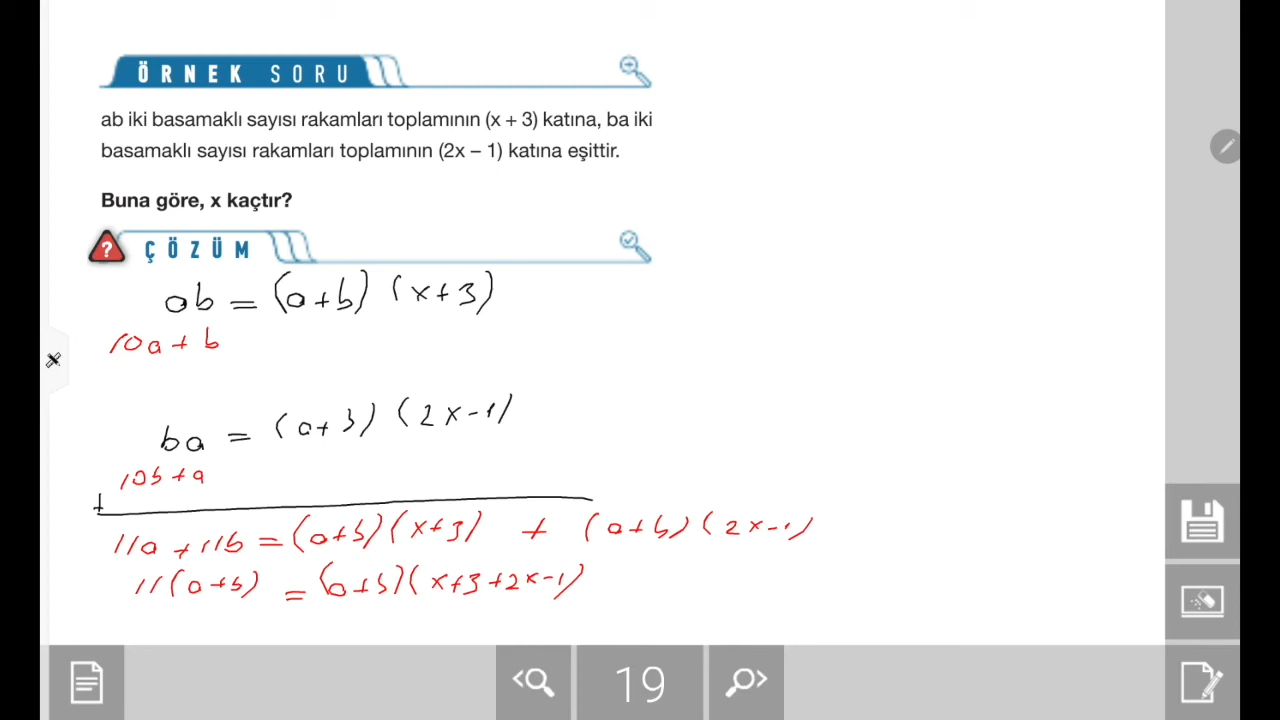 ÖRNEK SORU
ab iki basamaklı sayısı rakamları toplamının (x + 3) katına, ba iki
basamaklı sayısı rakamları toplamının (2x – 1) katına eşittir.
Buna göre, x kaçtır?
? ÇÖZÜM
ab = (a+b) (x+3)
10a + b
ba = (a+b) (2x-1)
10b + a
+
11a + 11b = (a+b)(x+3) + (a+b)(2x-1)
11(a+b) = (a+b)(x+3+2x-1)
19